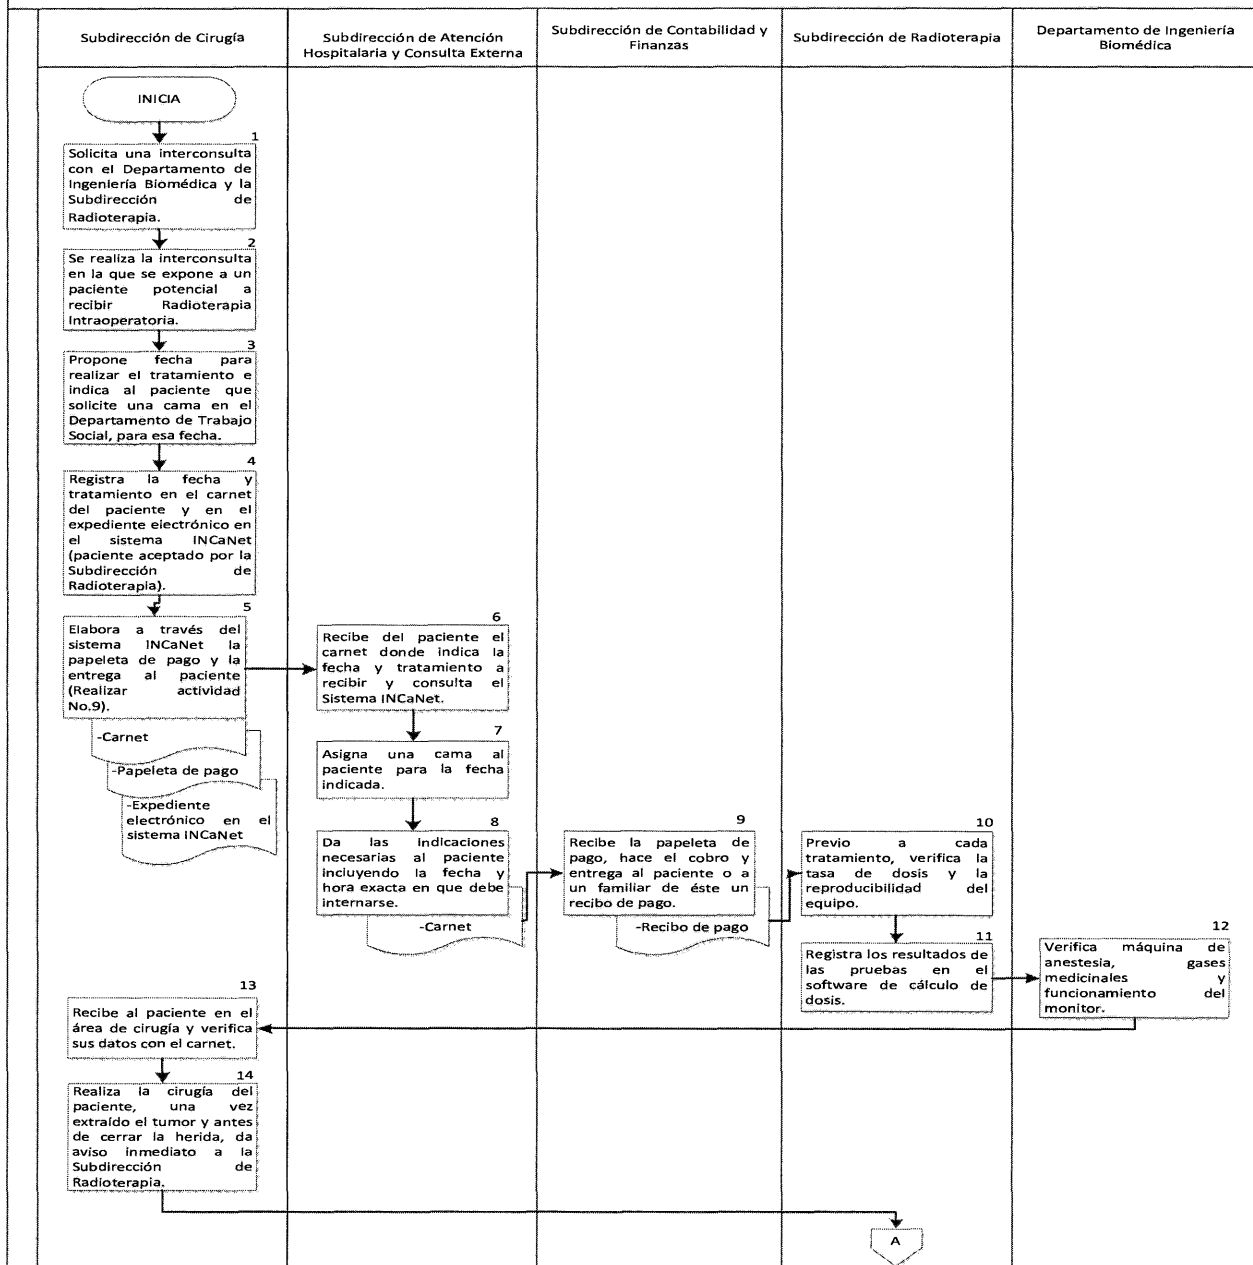 Subdirección de Cirugía
Subdirección de Atención
Hospitalaria y Consulta Externa
Subdirección de Contabilidad y
Finanzas
Subdirección de Radioterapia
Departamento de Ingeniería
Biomédica
INICIA
1
Solicita una interconsulta
con el Departamento de
Ingeniería Biomédica y la
Subdirección de
Radioterapia.
2
Se realiza la interconsulta
en la que se expone a un
paciente potencial a
recibir Radioterapia
Intraoperatoria.
3
Propone fecha para
realizar el tratamiento e
indica al paciente que
solicite una cama en el
Departamento de Trabajo
Social, para esa fecha.
4
Registra la fecha y
tratamiento en el carnet
del paciente y en el
expediente electrónico en
el sistema INCaNet
(paciente aceptado por la
Subdirección de
Radioterapia).
5
Elabora a través del
sistema INCaNet la
papeleta de pago y la
entrega al paciente
(Realizar actividad
No.9).
-Carnet
-Papeleta de pago
-Expediente
electrónico en el
sistema INCaNet
6
Recibe del paciente el
carnet donde indica la
fecha y tratamiento a
recibir y consulta el
Sistema INCaNet.
7
Asigna una cama al
paciente para la fecha
indicada.
8
Da las indicaciones
necesarias al paciente
incluyendo la fecha y
hora exacta en que debe
internarse.
-Carnet
9
Recibe la papeleta de
pago, hace el cobro y
entrega al paciente o a
un familiar de éste un
recibo de pago.
-Recibo de pago
10
Previo a cada
tratamiento, verifica la
tasa de dosis y la
reproducibilidad del
equipo.
11
Registra los resultados de
las pruebas en el
software de cálculo de
dosis.
12
Verifica máquina de
anestesia, gases
medicinales y
funcionamiento del
monitor.
13
Recibe al paciente en el
área de cirugía y verifica
sus datos con el carnet.
14
Realiza la cirugía del
paciente, una vez
extraído el tumor y antes
de cerrar la herida, da
aviso inmediato a la
Subdirección de
Radioterapia.
A